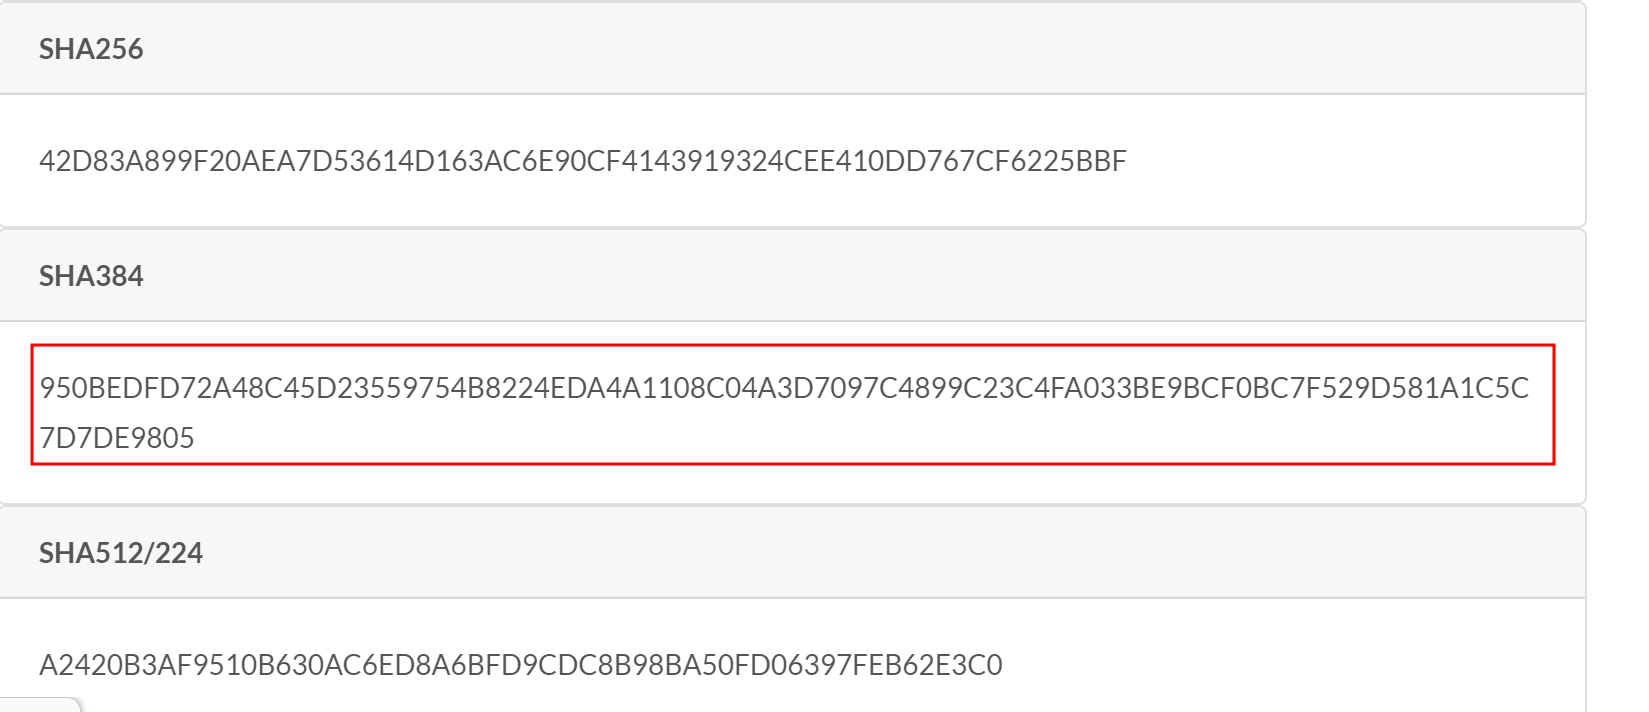 SHA256
42D83A899F20AEA7D53614D163AC6E90CF4143919324CEE410DD767CF6225BBF
SHA384
950BEDFD72A48C45D23559754B8224EDA4A1108C04A3D7097C4899C23C4FA033BE9BCF0BC7F529D581A1C5C
7D7DE9805
SHA512/224
A2420B3AF9510B630AC6ED8A6BFD9CDC8B98BA50FD06397FEB62E3C0